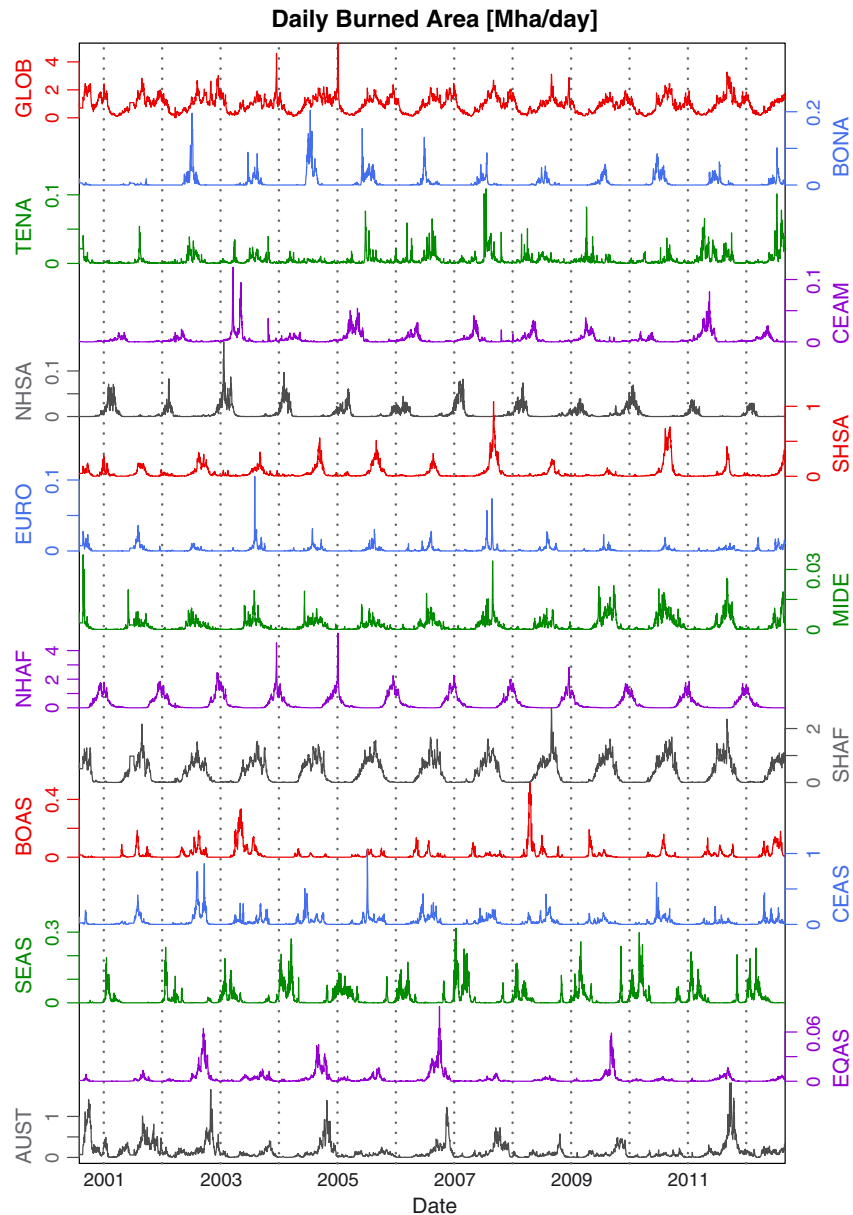 Daily Burned Area [Mha/day]
GLOB
0 2 4
BONA
0 0.2
TENA
0 0.1
CEAM
0 0.1
NHSA
0 0.1
SHSA
0 1
EURO
0 0.1
MIDE
0 0.03
NHAF
0 2 4
SHAF
0 2
BOAS
0 0.4
CEAS
0 1
SEAS
0 0.3
EQAS
0 0.06
AUST
0 1
2001 2003 2005 2007 2009 2011
Date